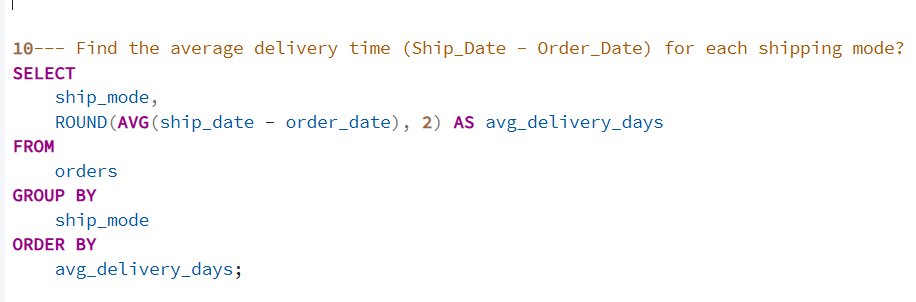 10--- Find the average delivery time (Ship_Date - Order_Date) for each shipping mode?
SELECT
    ship_mode,
    ROUND(AVG(ship_date - order_date), 2) AS avg_delivery_days
FROM
    orders
GROUP BY
    ship_mode
ORDER BY
    avg_delivery_days;